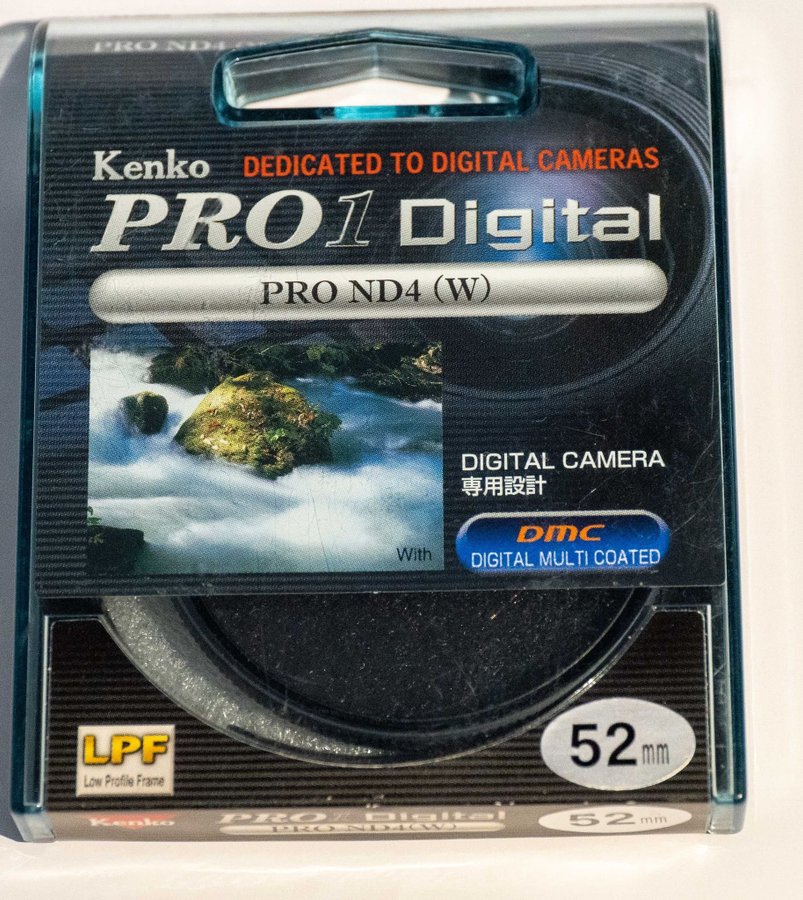 PRO ND4 (W)
Kenko
DEDICATED TO DIGITAL CAMERAS
PRO1 Digital
PRO ND4 (W)
DIGITAL CAMERA
専用設計
With
DMC
DIGITAL MULTI COATED
52mm
LPF
Low Profile Frame
Kenko
PRO1 Digital
PRO ND4(W)
52mm